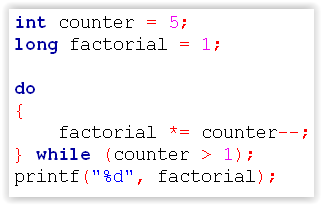 int counter = 5;
long factorial = 1;

do
{
    factorial *= counter--;
} while (counter > 1);
printf("%d", factorial);